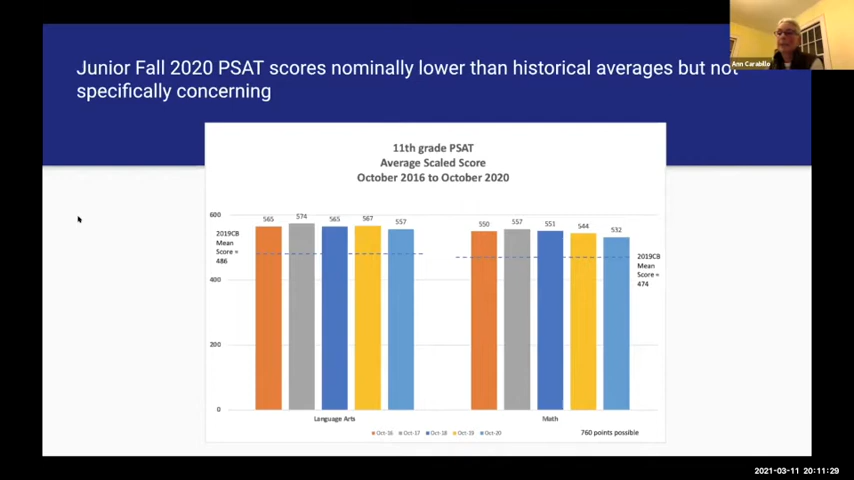 Junior Fall 2020 PSAT scores nominally lower than historical averages but not
specifically concerning
Ann Carabillo
11th grade PSAT
Average Scaled Score
October 2016 to October 2020
600
400
200
0
2019CB
Mean
Score =
486
565
574
565
567
557
550
557
551
544
532
2019CB
Mean
Score =
474
Language Arts
Math
Oct-16 Oct-17 Oct-18 Oct-19 Oct-20
760 points possible
2021-03-11 20:11:29